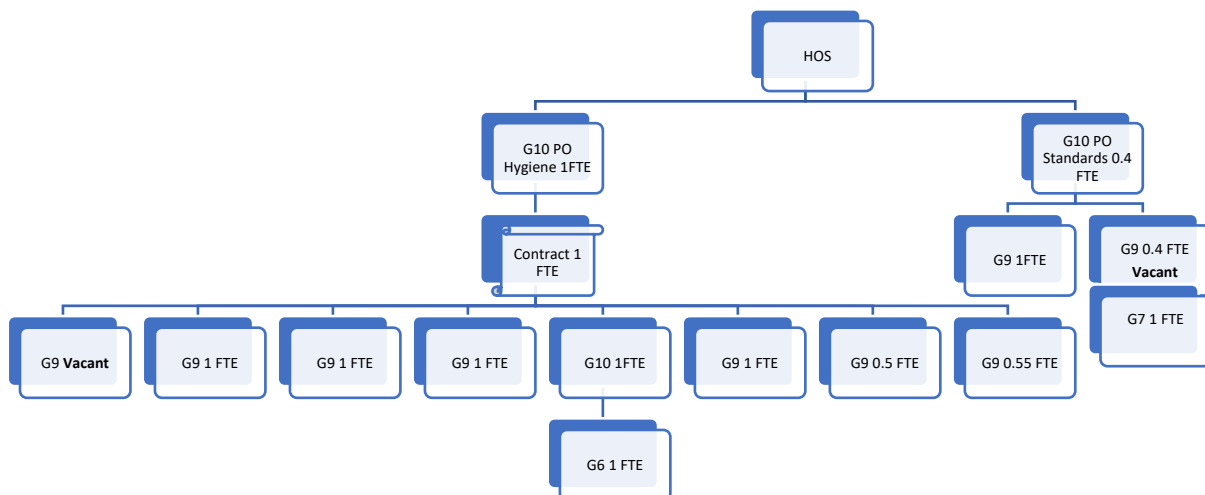 HOS
G10 PO
Hygiene 1FTE
G10 PO
Standards 0.4
FTE
Contract 1
FTE
G9 1FTE
G9 0.4 FTE
Vacant
G7 1 FTE
G9 Vacant
G9 1 FTE
G9 1 FTE
G9 1 FTE
G10 1FTE
G9 1 FTE
G9 0.5 FTE
G9 0.55 FTE
G6 1 FTE